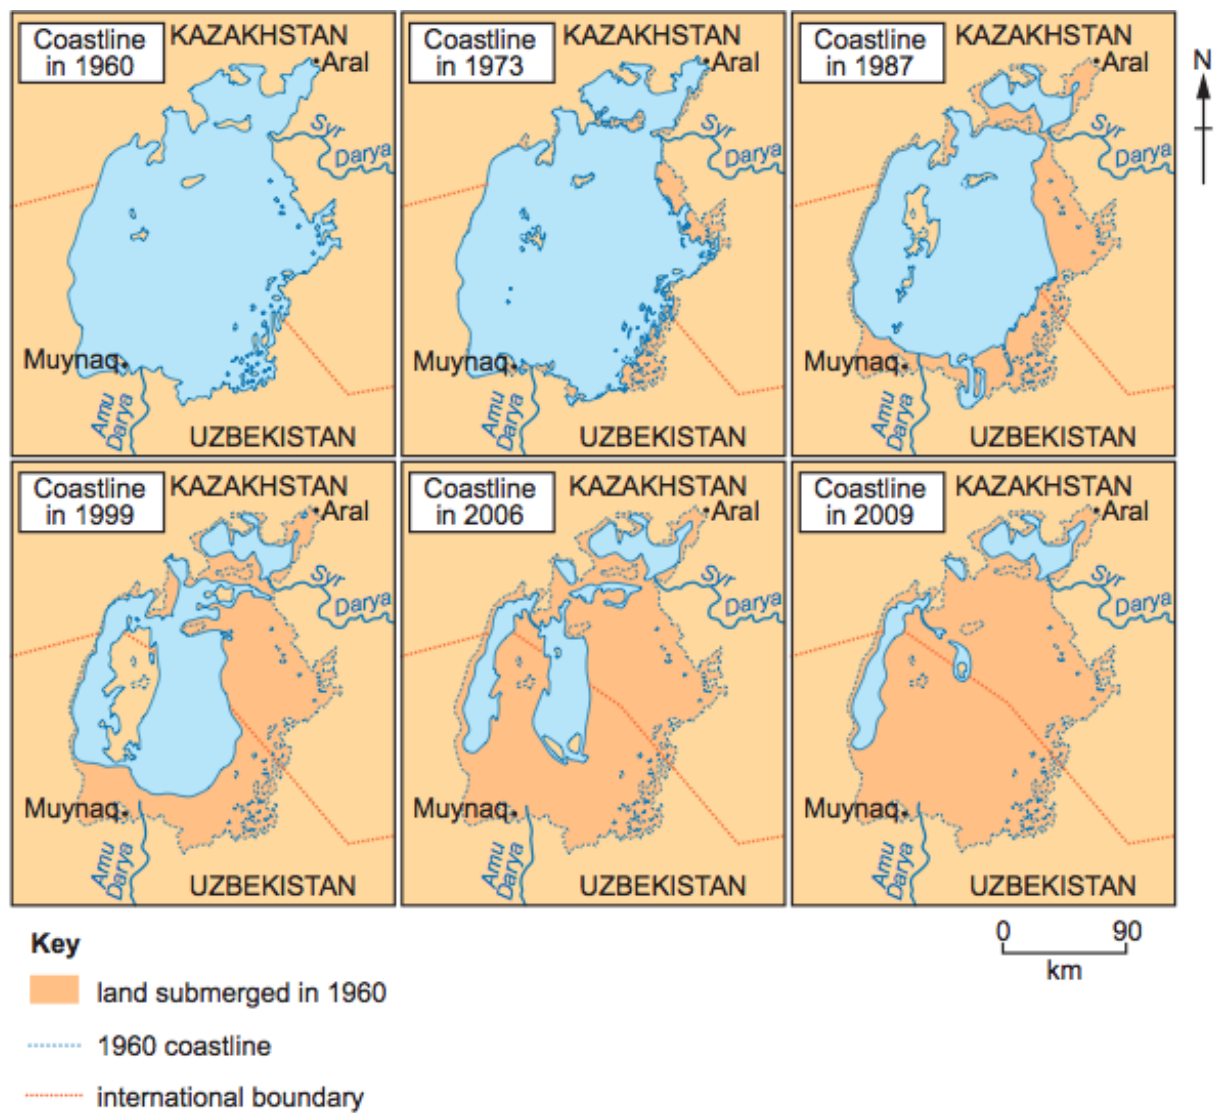 Coastline
in 1960
KAZAKHSTAN
Aral
Syr
Darya
Muynaq
Amu
Darya
UZBEKISTAN
Coastline
in 1973
KAZAKHSTAN
Aral
Syr
Darya
Muynaq
Amu
Darya
UZBEKISTAN
Coastline
in 1987
KAZAKHSTAN
Aral
Syr
Darya
Muynaq
Amu
Darya
UZBEKISTAN
N
Coastline
in 1999
KAZAKHSTAN
Aral
Syr
Darya
Muynaq
Amu
Darya
UZBEKISTAN
Coastline
in 2006
KAZAKHSTAN
Aral
Syr
Darya
Muynaq
Amu
Darya
UZBEKISTAN
Coastline
in 2009
KAZAKHSTAN
Aral
Syr
Darya
Muynaq
Amu
Darya
UZBEKISTAN
0 90
km
Key
land submerged in 1960
1960 coastline
international boundary